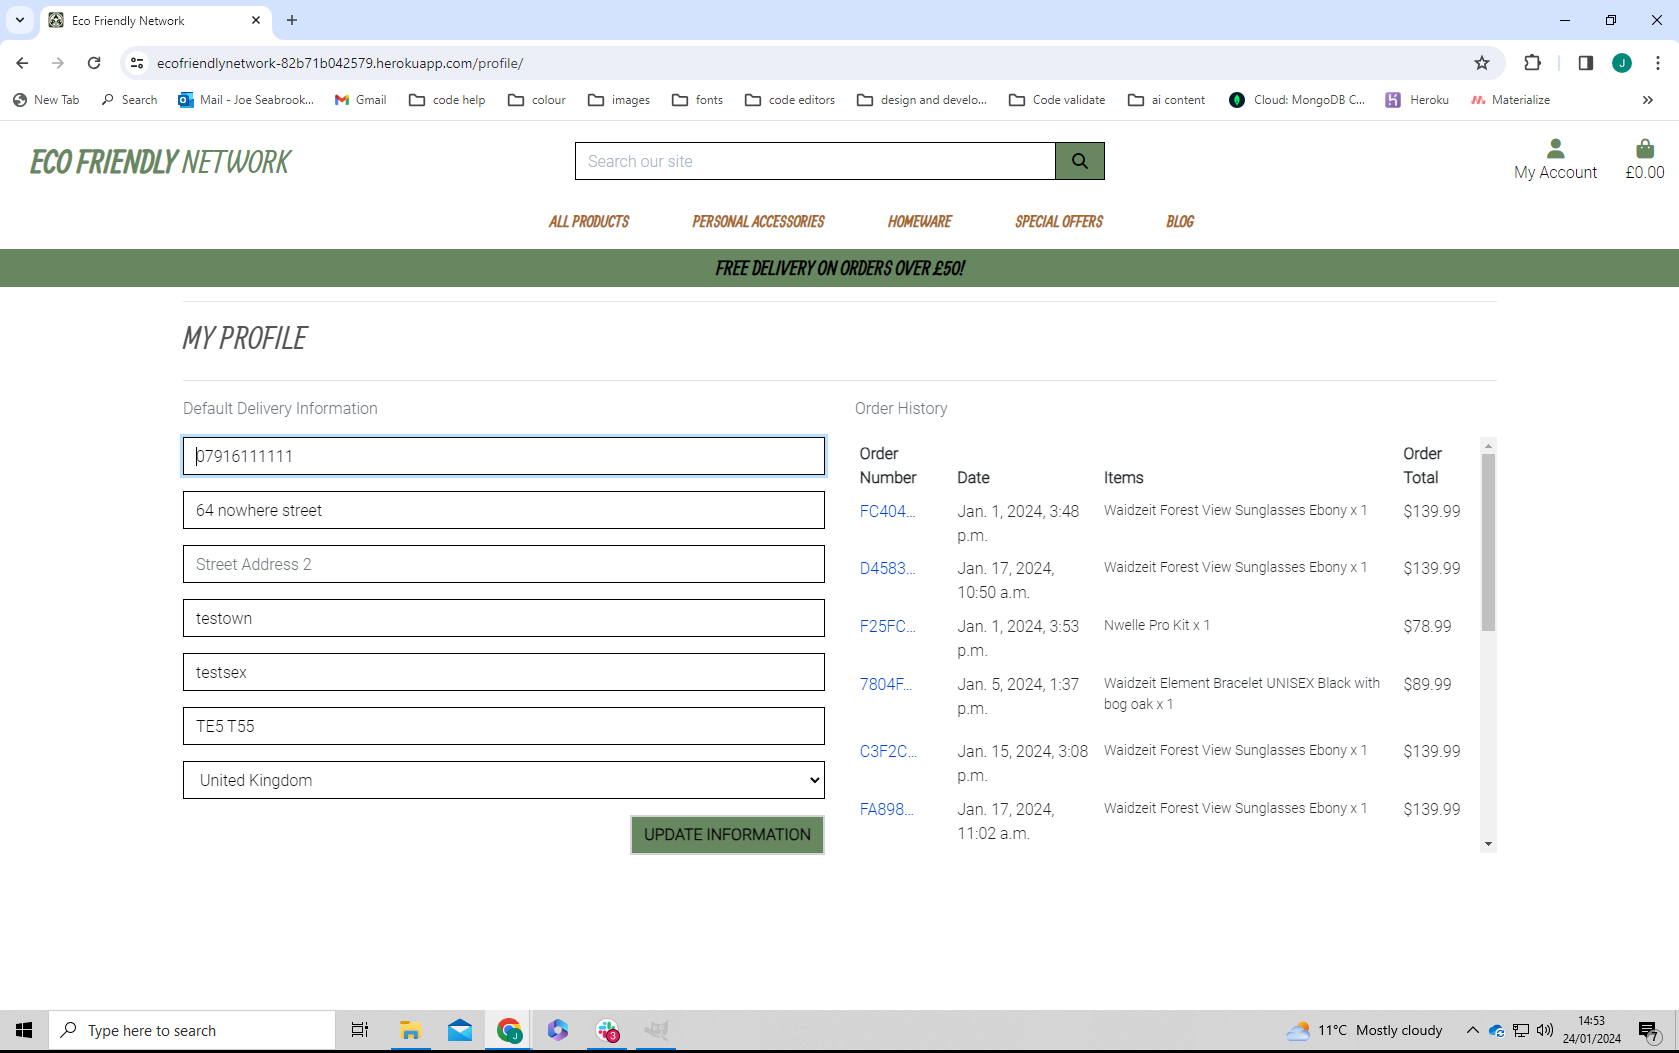 Eco Friendly Network
ecofriendlynetwork-82b71b042579.herokuapp.com/profile/
J
New Tab
Search
Mail - Joe Seabrook...
Gmail
code help
colour
images
fonts
code editors
design and develo...
Code validate
ai content
Cloud: MongoDB C...
Heroku
Materialize
ECO FRIENDLY NETWORK
Search our site
My Account
£0.00
ALL PRODUCTS
PERSONAL ACCESSORIES
HOMEWARE
SPECIAL OFFERS
BLOG
FREE DELIVERY ON ORDERS OVER £50!
MY PROFILE
Default Delivery Information
07916111111
64 nowhere street
Street Address 2
testown
testsex
TE5 T55
United Kingdom
UPDATE INFORMATION
Order History
Order Number Date Items Order Total
FC404... Jan. 1, 2024, 3:48 p.m. Waidzeit Forest View Sunglasses Ebony x 1 $139.99
D4583... Jan. 17, 2024, 10:50 a.m. Waidzeit Forest View Sunglasses Ebony x 1 $139.99
F25FC... Jan. 1, 2024, 3:53 p.m. Nwelle Pro Kit x 1 $78.99
7804F... Jan. 5, 2024, 1:37 p.m. Waidzeit Element Bracelet UNISEX Black with bog oak x 1 $89.99
C3F2C... Jan. 15, 2024, 3:08 p.m. Waidzeit Forest View Sunglasses Ebony x 1 $139.99
FA898... Jan. 17, 2024, 11:02 a.m. Waidzeit Forest View Sunglasses Ebony x 1 $139.99
Type here to search
J
3
11°C Mostly cloudy
14:53
24/01/2024
7